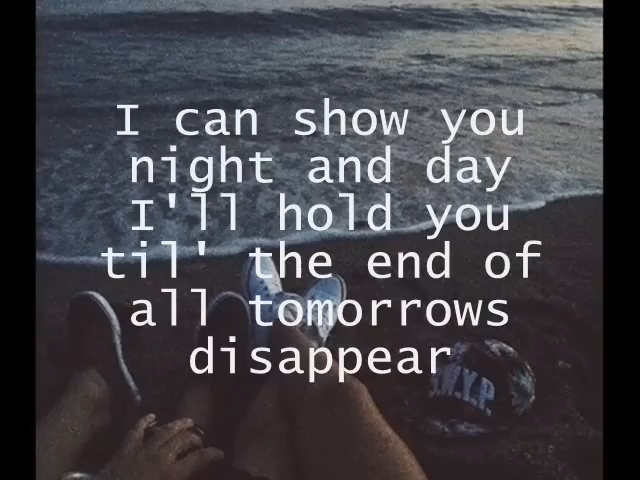 I can show you
night and day
I'll hold you
til' the end of
all tomorrows
disappear
W.Y.P.